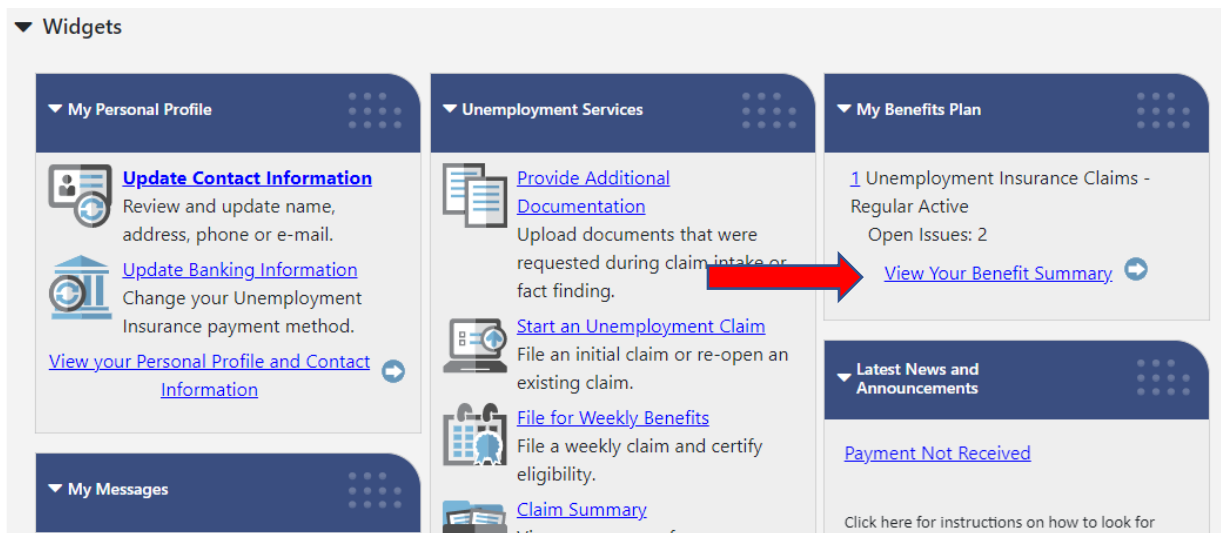 Widgets
My Personal Profile
Update Contact Information
Review and update name,
address, phone or e-mail.
Update Banking Information
Change your Unemployment
Insurance payment method.
View your Personal Profile and Contact
Information
My Messages
Unemployment Services
Provide Additional
Documentation
Upload documents that were
requested during claim intake or
fact finding.
Start an Unemployment Claim
File an initial claim or re-open an
existing claim.
File for Weekly Benefits
File a weekly claim and certify
eligibility.
Claim Summary
My Benefits Plan
1 Unemployment Insurance Claims -
Regular Active
Open Issues: 2
View Your Benefit Summary
Latest News and
Announcements
Payment Not Received
Click here for instructions on how to look for